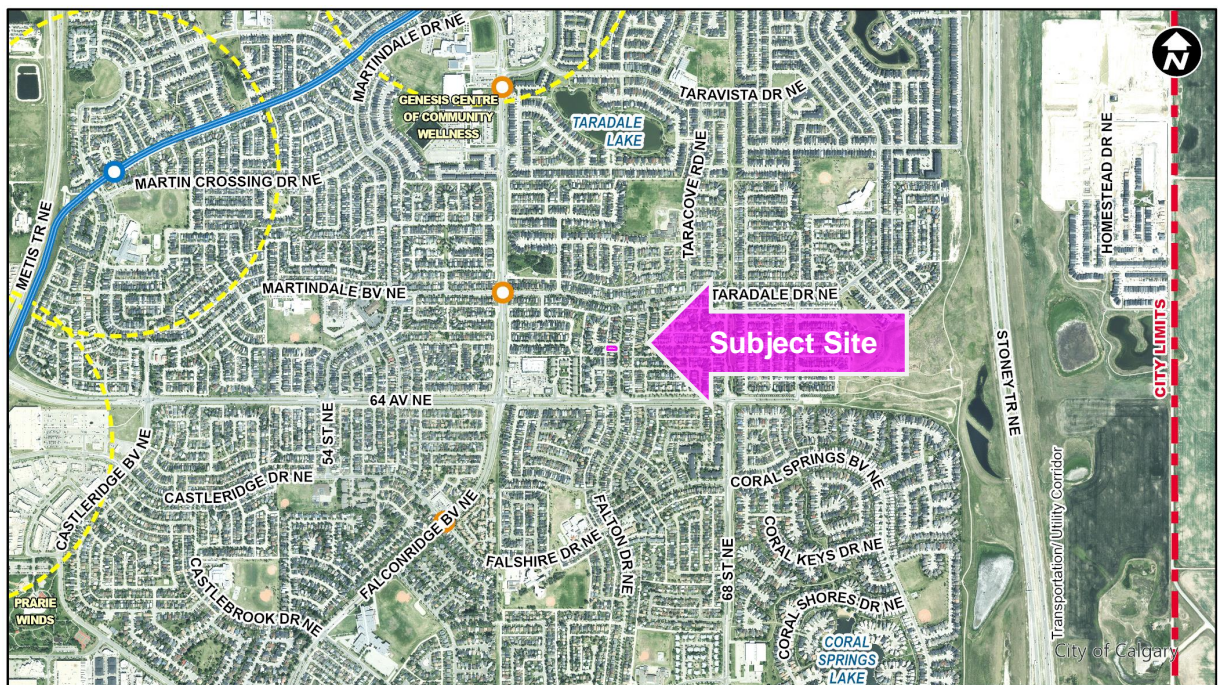 MARTINDALE DR NE
N
GENESIS CENTRE
OF COMMUNITY
WELLNESS
TARAVISTA DR NE
TARADALE
LAKE
TARACOVE RD NE
HOMESTEAD DR NE
MARTIN CROSSING DR NE
METIS TR NE
MARTINDALE BV NE
TARADALE DR NE
Subject Site
STONEY TR NE
CITY LIMITS
64 AV NE
54 ST NE
CASTLERIDGE BV NE
CASTLERIDGE DR NE
FALCONRIDGE BV NE
FALTON DR NE
FALSHIRE DR NE
CORAL SPRINGS BV NE
CORAL KEYS DR NE
68 ST NE
CASTLEBROOK DR NE
PRARIE
WINDS
CORAL SHORES DR NE
CORAL
SPRINGS
LAKE
Transportation/ Utility Corridor
City of Calgary